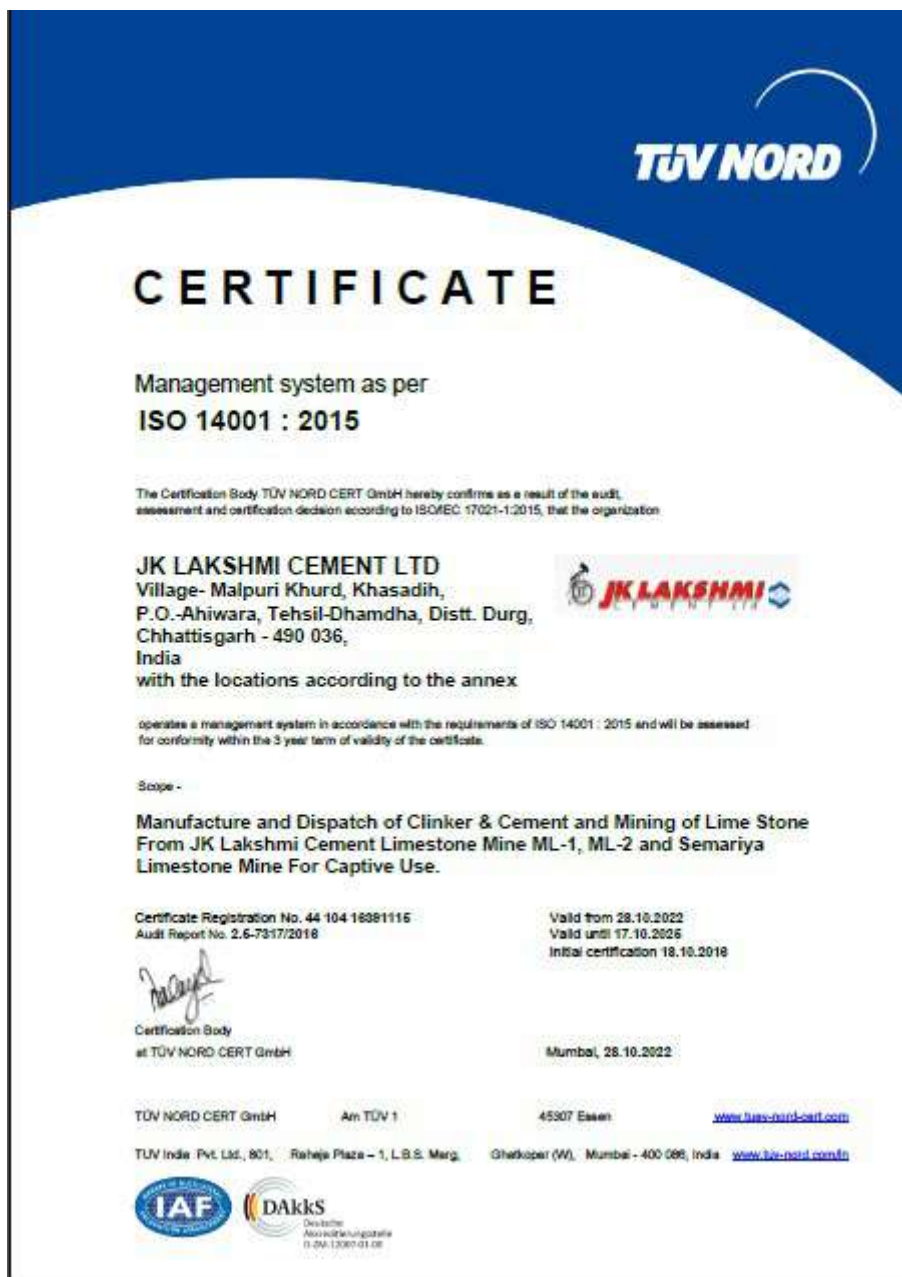 TÜV NORD
CERTIFICATE
Management system as per
ISO 14001 : 2015
The Certification Body TÜV NORD CERT GmbH hereby confirms as a result of the audit,
assessment and certification decision according to ISO/IEC 17021-1:2015, that the organization
JK LAKSHMI CEMENT LTD
JK LAKSHMI
CEMENT LTD
Village- Malpuri Khurd, Khasadih,
P.O.-Ahiwara, Tehsil-Dhamdha, Distt. Durg,
Chhattisgarh - 490 036,
India
with the locations according to the annex
operates a management system in accordance with the requirements of ISO 14001 : 2015 and will be assessed
for conformity within the 3 year term of validity of the certificate.
Scope -
Manufacture and Dispatch of Clinker & Cement and Mining of Lime Stone
From JK Lakshmi Cement Limestone Mine ML-1, ML-2 and Semariya
Limestone Mine For Captive Use.
Certificate Registration No. 44 104 16391115
Audit Report No. 2.5-7317/2016
Valid from 28.10.2022
Valid until 17.10.2025
Initial certification 18.10.2016
Certification Body
at TÜV NORD CERT GmbH
Mumbai, 28.10.2022
TÜV NORD CERT GmbH Am TÜV 1 45307 Essen www.tuev-nord-cert.com
TUV India Pvt. Ltd., 801, Raheja Plaza – 1, L.B.S. Marg, Ghatkopar (W), Mumbai - 400 086, India www.tuv-nord.com/in
IAF
DAkkS
Deutsche
Akkreditierungsstelle
D-ZM-12007-01-00